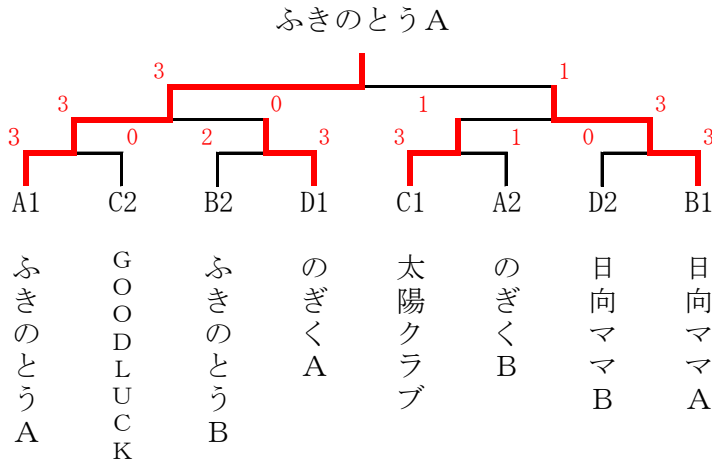 ふきのとうA
3 1
3 0 1 3
3 0 2 3 3 1 0 3
A1 C2 B2 D1 C1 A2 D2 B1
ふきのとうA
GOODLUCK
ふきのとうB
のぎくA
太陽クラブ
のぎくB
日向ママB
日向ママA